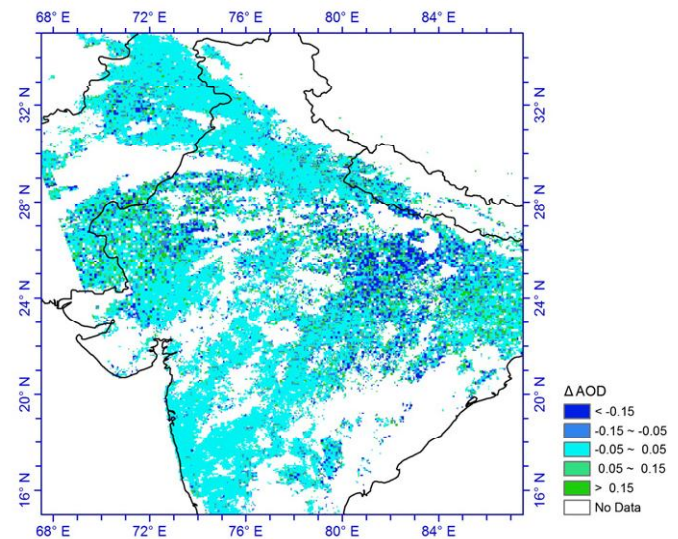 68° E 72° E 76° E 80° E 84° E
32° N 32° N
28° N 28° N
24° N 24° N
20° N 20° N
16° N 16° N
68° E 72° E 76° E 80° E 84° E
Δ AOD
< -0.15
-0.15 ~ -0.05
-0.05 ~ 0.05
0.05 ~ 0.15
> 0.15
No Data